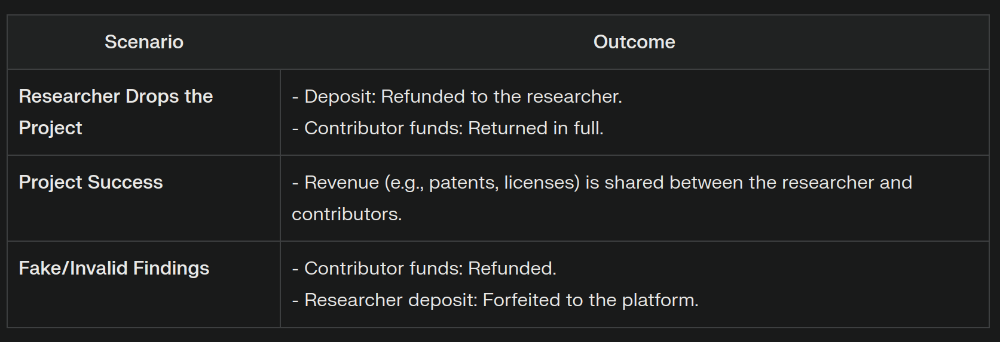 Scenario
Outcome
Researcher Drops the
Project
- Deposit: Refunded to the researcher.
- Contributor funds: Returned in full.
Project Success
- Revenue (e.g., patents, licenses) is shared between the researcher and
contributors.
Fake/Invalid Findings
- Contributor funds: Refunded.
- Researcher deposit: Forfeited to the platform.